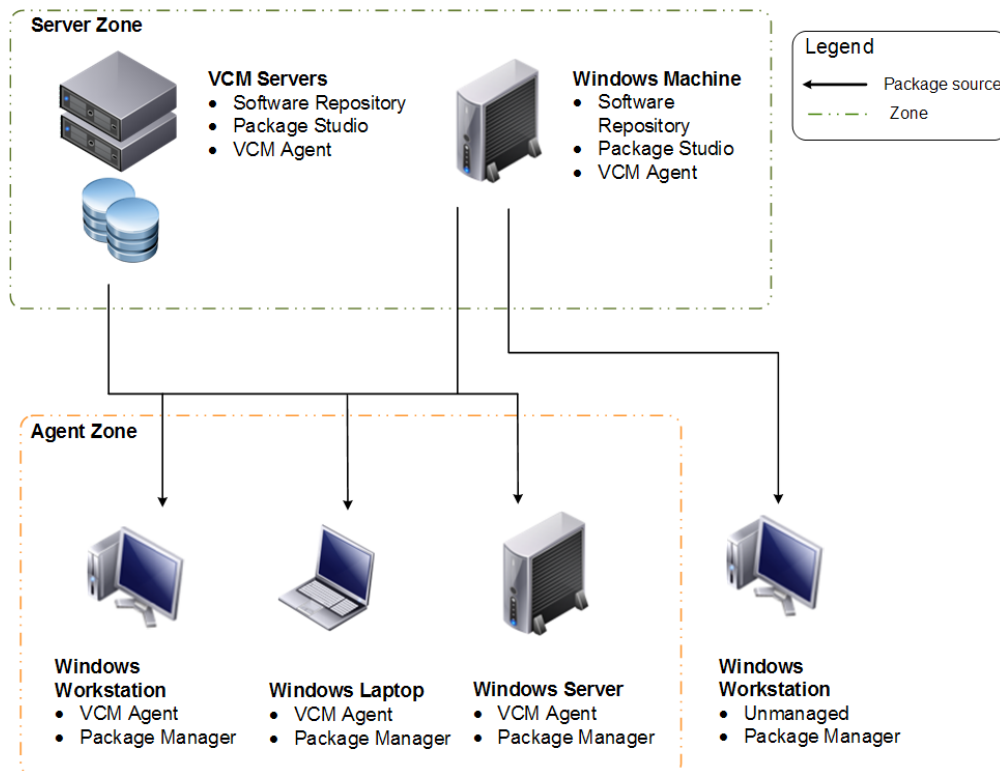 Server Zone
VCM Servers
• Software Repository
• Package Studio
• VCM Agent
Windows Machine
• Software
Repository
• Package Studio
• VCM Agent
Legend
Package source
Zone
Agent Zone
Windows
Workstation
• VCM Agent
• Package Manager
Windows Laptop
• VCM Agent
• Package Manager
Windows Server
• VCM Agent
• Package Manager
Windows
Workstation
• Unmanaged
• Package Manager